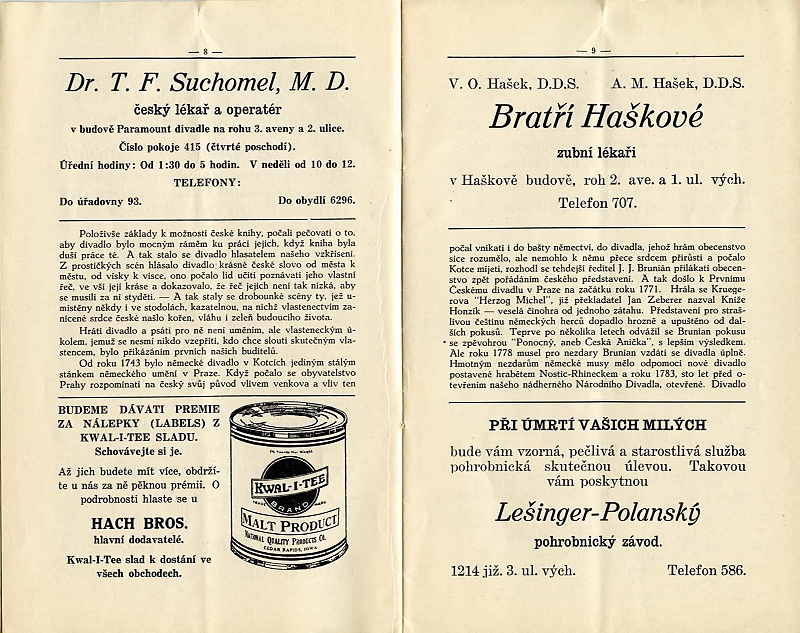 — 8 —
Dr. T. F. Suchomel, M. D.
český lékař a operatér
v budově Paramount divadle na rohu 3. aveny a 2. ulice.
Číslo pokoje 415 (čtvrté poschodí).
Úřední hodiny: Od 1:30 do 5 hodin. V neděli od 10 do 12.
TELEFONY:
Do úřadovny 93. Do obydlí 6296.
Položivše základy k možnosti české knihy, počali pečovati o to,
aby divadlo bylo mocným ráměm ku práci jejich, když kniha byla
duší práce té. A tak stalo se divadlo hlasatelem našeho vzkříšení.
Z prostičkých scén hlásalo divadlo krásné české slovo od města k
městu, od vísky k vísce, ono počalo lid učiti poznávati jeho vlastní
řeč, ve vší její kráse a dokazovalo, že řeč jejich není tak nízká, aby
se musili za ní styděti. — A tak staly se drobounké scény ty, jež u-
místěny někdy i ve stodolách, kazatelnou, na nichž vlastenectvím za-
nícené srdce české našlo kořen, vláhu i zeleň budoucího života.
Hráti divadlo a psáti pro ně není uměním, ale vlasteneckým ú-
kolem, jemuž se nesmí nikdo vzepříti, kdo chce slouti skutečným vla-
stencem, bylo přikázáním prvních našich buditelů.
Od roku 1743 bylo německé divadlo v Kotcích jediným stálým
stánkem německého umění v Praze. Když počalo se obyvatelstvo
Prahy rozpomínati na český svůj původ vlivem venkova a vliv ten
BUDEME DÁVATI PREMIE
ZA NÁLEPKY (LABELS) Z
KWAL-I-TEE SLADU.
Schovávejte si je.
Až jich budete mít více, obdrží-
te u nás za ně pěknou prémii. O
podrobnosti hlaste se u
HACH BROS.
hlavní dodavatelé.
Kwal-I-Tee slad k dostání ve
všech obchodech.
KWAL-I-TEE
TRADE MARK
BRAND
MALT PRODUCT
NATIONAL QUALITY PRODUCTS CO.
CEDAR RAPIDS, IOWA
— 9 —
V. O. Hašek, D.D.S. A. M. Hašek, D.D.S.
Bratří Haškové
zubní lékaři
v Haškově budově, roh 2. ave. a 1. ul. vých.
Telefon 707.
počal vnikati i do bašty němectví, do divadla, jehož hrám obecenstvo
sice rozumělo, ale nemohlo k němu přece srdcem přirůsti a počalo
Kotce míjeti, rozhodl se tehdejší ředitel J. J. Brunián přilákati obecen-
stvo zpět pořádáním českého představení. A tak došlo k Prvnímu
Českému divadlu v Praze na začátku roku 1771. Hrála se Kruege-
rova "Herzog Michel", již překladatel Jan Zeberer nazval Kníže
Honzík — veselá činohra od jednoho zátahu. Představení pro straš-
livou češtinu německých herců dopadlo hrozně a upuštěno od dal-
ších pokusů. Teprve po několika letech odvážil se Brunian pokusu
se zpěvohrou "Ponocný, aneb Česká Anička", s lepším výsledkem.
Ale roku 1778 musel pro nezdary Brunian vzdáti se divadla úplně.
Hmotným nezdarům německé musy mělo odpomoci nové divadlo
postavené hrabětem Nostic-Rhineckem a roku 1783, sto let před o-
tevřením našeho nádherného Národního Divadla, otevřené. Divadlo
PŘI ÚMRTÍ VAŠICH MILÝCH
bude vám vzorná, pečlivá a starostlivá služba
pohrobnická skutečnou úlevou. Takovou
vám poskytnou
Lešinger-Polanský
pohrobnický závod.
1214 již. 3. ul. vých. Telefon 586.